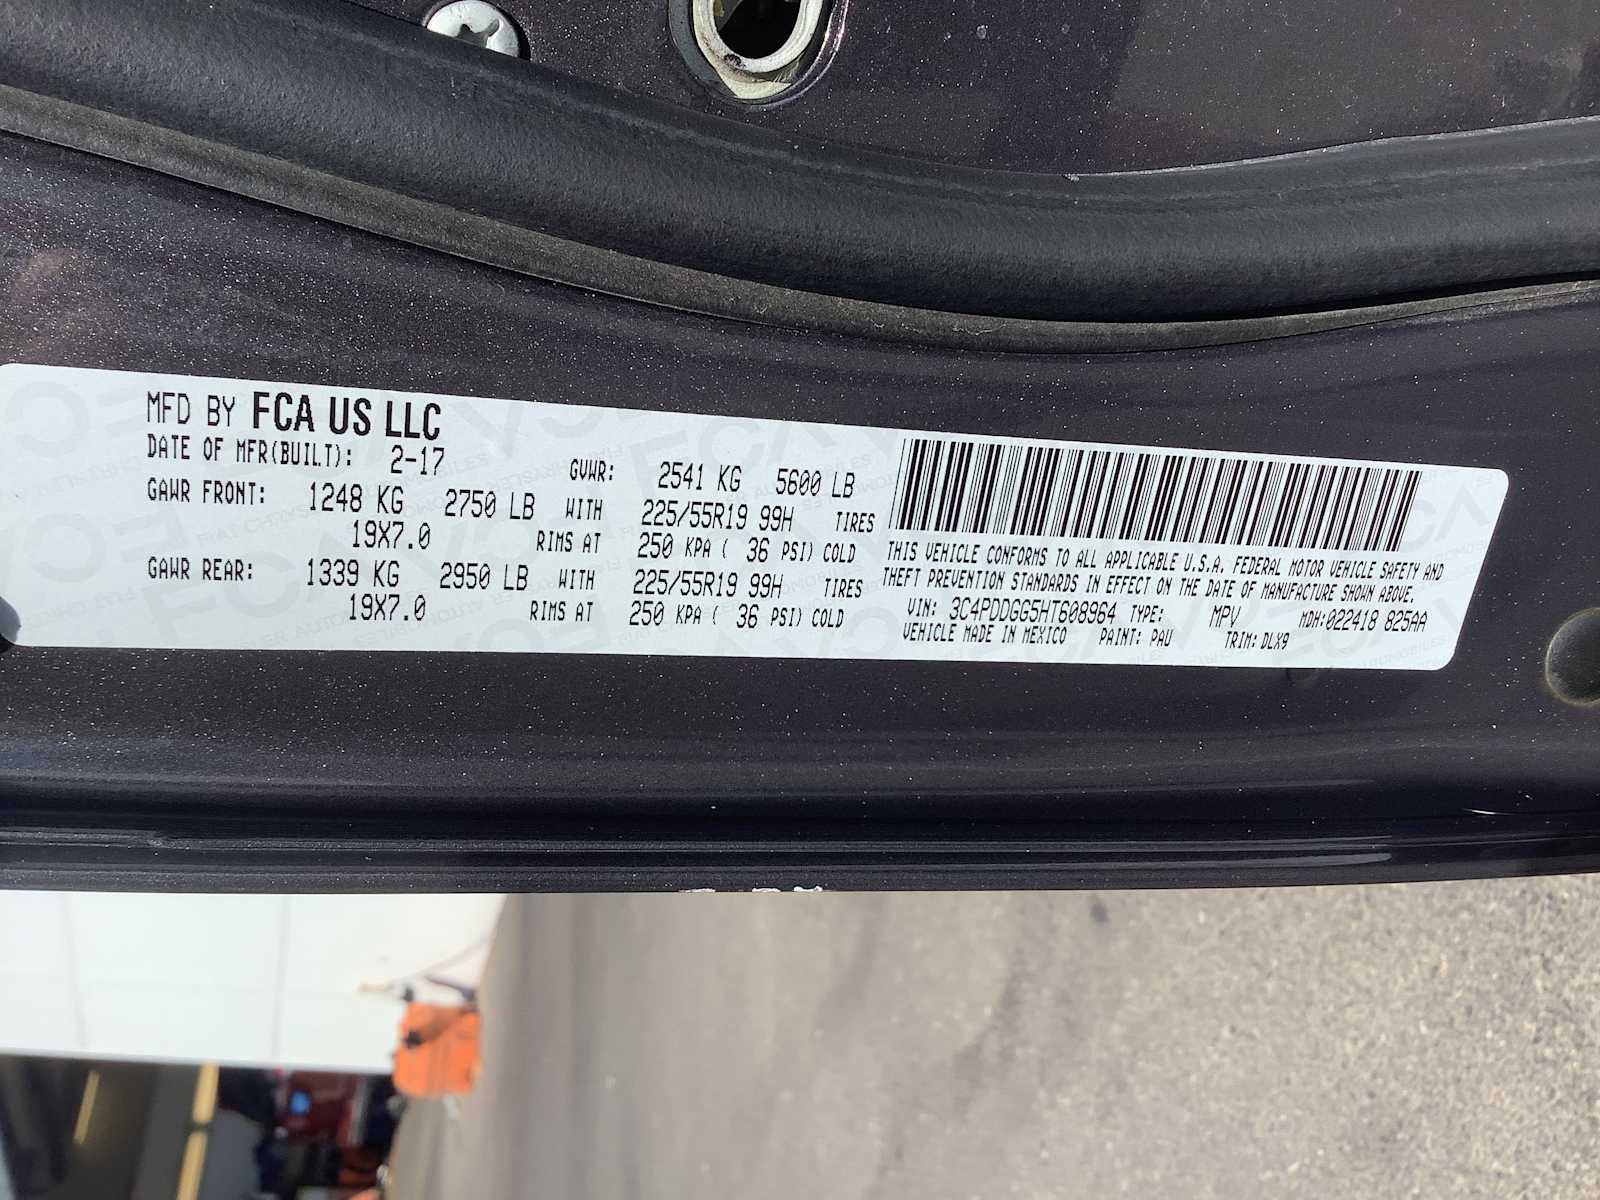 MFD BY FCA US LLC
DATE OF MFR(BUILT): 2-17 GVWR: 2541 KG 5600 LB
GAWR FRONT: 1248 KG 2750 LB WITH 225/55R19 99H TIRES
19X7.0 RIMS AT 250 KPA ( 36 PSI) COLD
GAWR REAR: 1339 KG 2950 LB WITH 225/55R19 99H TIRES
19X7.0 RIMS AT 250 KPA ( 36 PSI) COLD
THIS VEHICLE CONFORMS TO ALL APPLICABLE U.S.A. FEDERAL MOTOR VEHICLE SAFETY AND
THEFT PREVENTION STANDARDS IN EFFECT ON THE DATE OF MANUFACTURE SHOWN ABOVE.
VIN: 3C4PDDGG5HT608964 TYPE: MPV MDH:022418 825AA
VEHICLE MADE IN MEXICO PAINT: PAU TRIM: DLX9